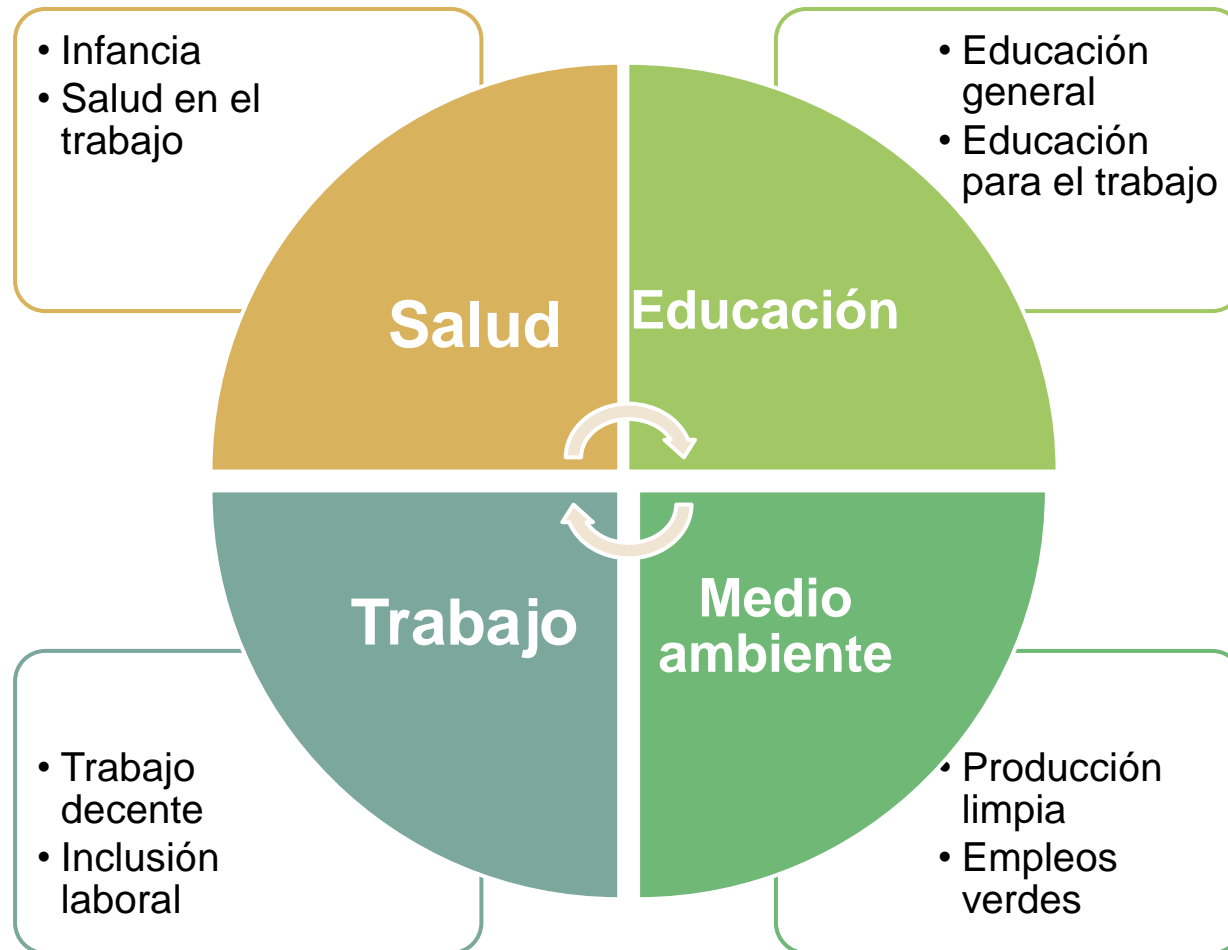 • Infancia
• Salud en el
trabajo
• Educación
general
• Educación
para el trabajo
Salud
Educación
Trabajo
Medio
ambiente
• Trabajo
decente
• Inclusión
laboral
• Producción
limpia
• Empleos
verdes